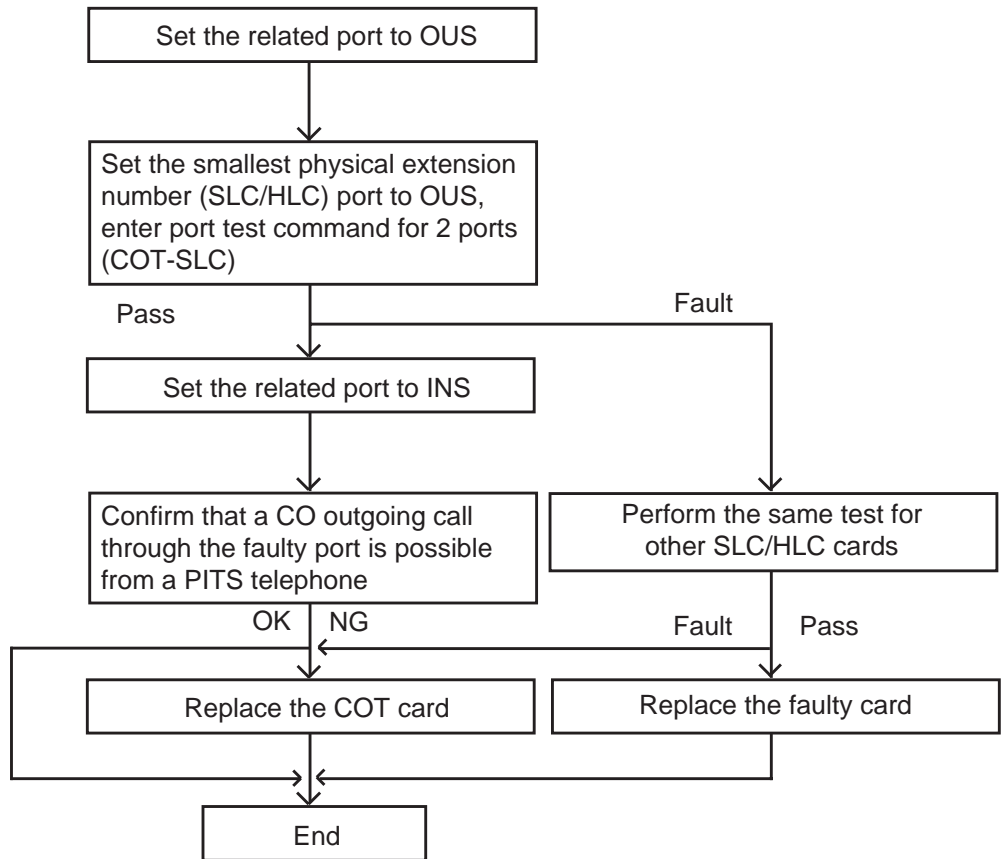 Set the related port to OUS
Set the smallest physical extension
number (SLC/HLC) port to OUS,
enter port test command for 2 ports
(COT-SLC)
Pass
Fault
Set the related port to INS
Confirm that a CO outgoing call
through the faulty port is possible
from a PITS telephone
Perform the same test for
other SLC/HLC cards
OK
NG
Fault
Pass
Replace the COT card
Replace the faulty card
End